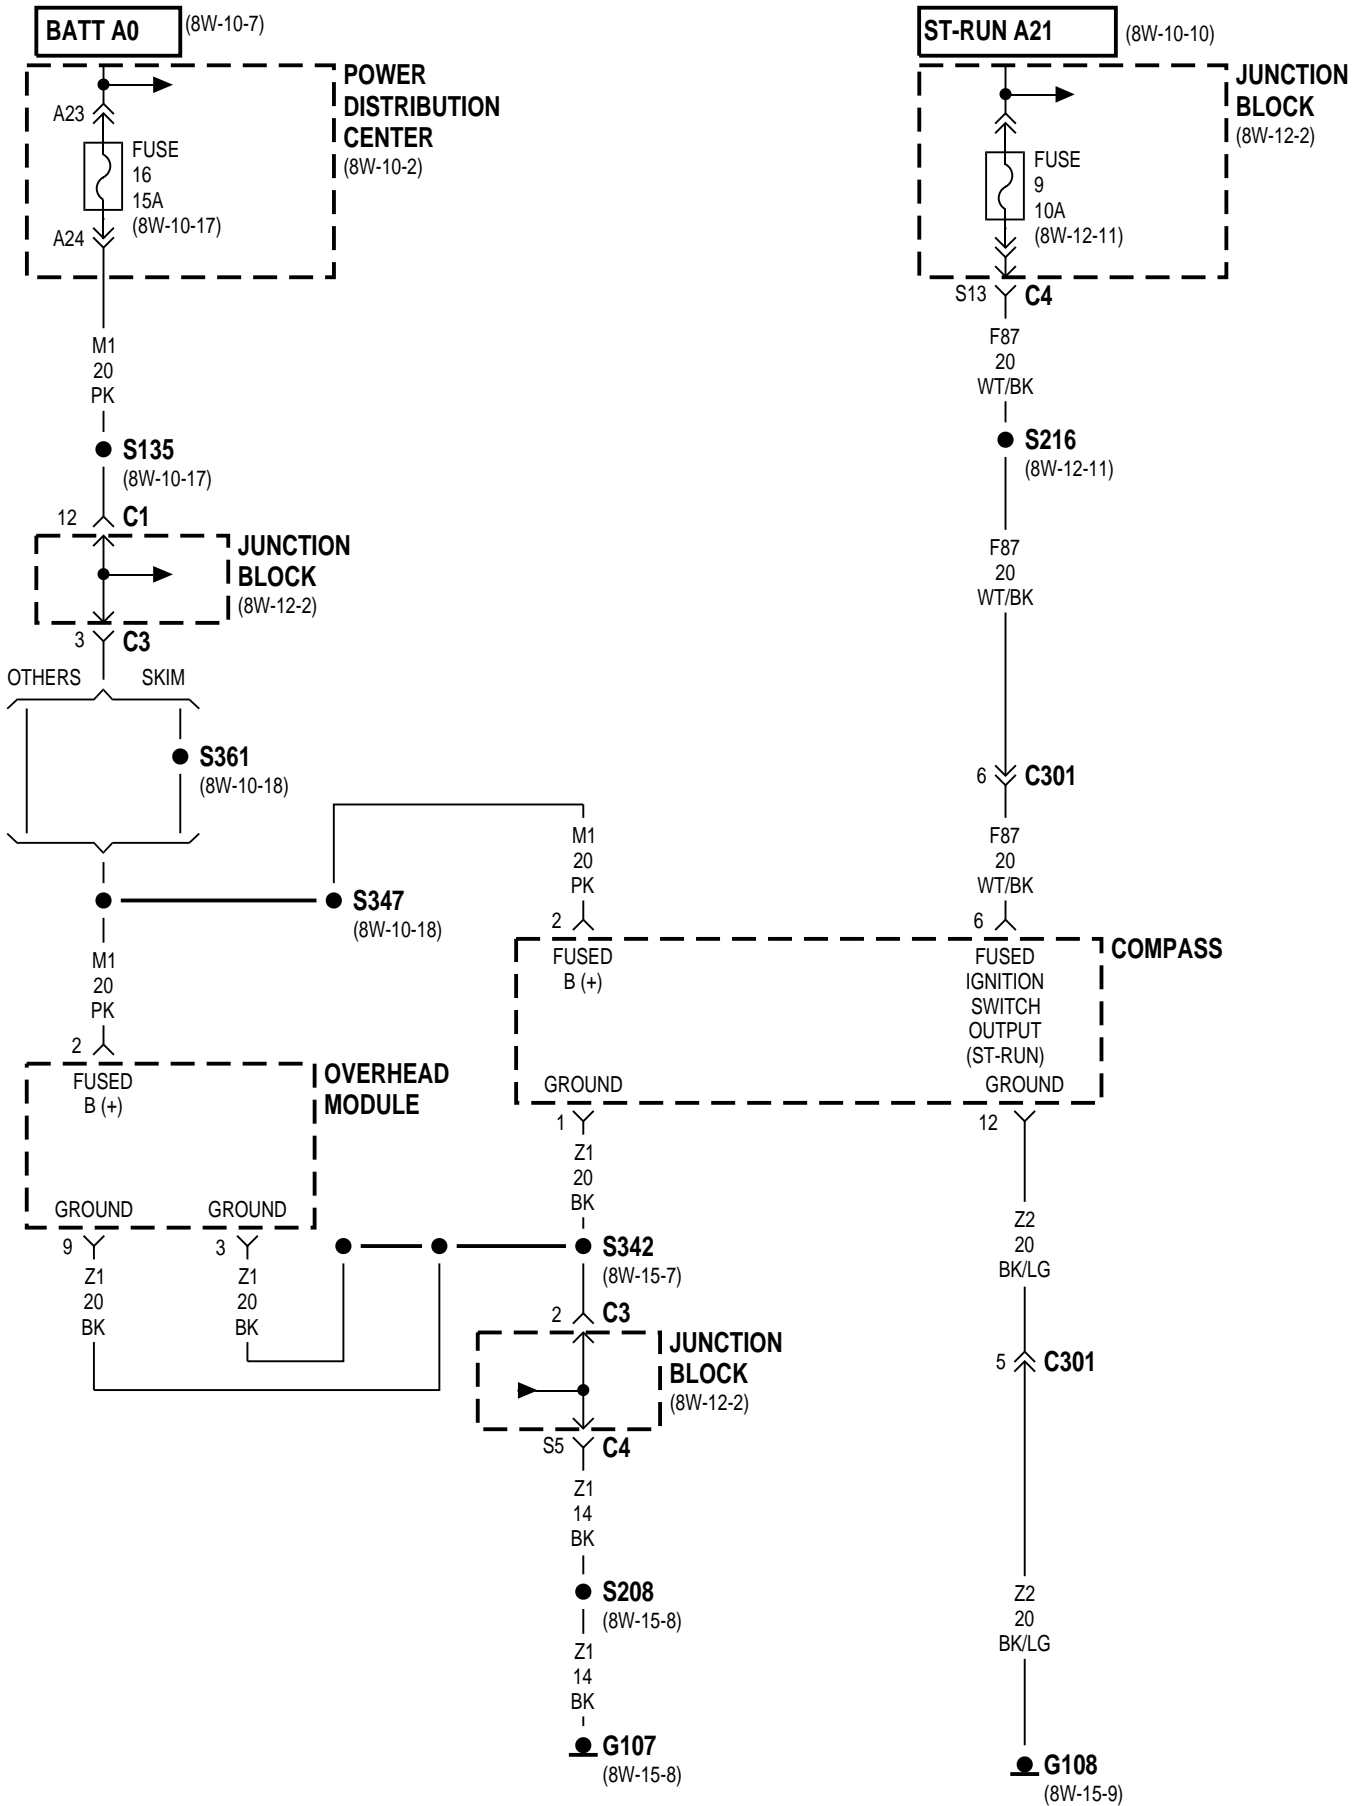 BATT A0
(8W-10-7)
POWER
DISTRIBUTION
CENTER
(8W-10-2)
A23
FUSE
16
15A
(8W-10-17)
A24
M1
20
PK
S135
(8W-10-17)
12
C1
JUNCTION
BLOCK
(8W-12-2)
3
C3
OTHERS
SKIM
S361
(8W-10-18)
S347
(8W-10-18)
M1
20
PK
2
FUSED
B (+)
OVERHEAD
MODULE
GROUND
GROUND
9
3
Z1
20
BK
Z1
20
BK
ST-RUN A21
(8W-10-10)
JUNCTION
BLOCK
(8W-12-2)
FUSE
9
10A
(8W-12-11)
S13
C4
F87
20
WT/BK
S216
(8W-12-11)
F87
20
WT/BK
6
C301
F87
20
WT/BK
6
M1
20
PK
2
COMPASS
FUSED
B (+)
FUSED
IGNITION
SWITCH
OUTPUT
(ST-RUN)
GROUND
GROUND
1
12
Z1
20
BK
S342
(8W-15-7)
2
C3
JUNCTION
BLOCK
(8W-12-2)
S5
C4
Z1
14
BK
S208
(8W-15-8)
Z1
14
BK
G107
(8W-15-8)
Z2
20
BK/LG
5
C301
Z2
20
BK/LG
G108
(8W-15-9)